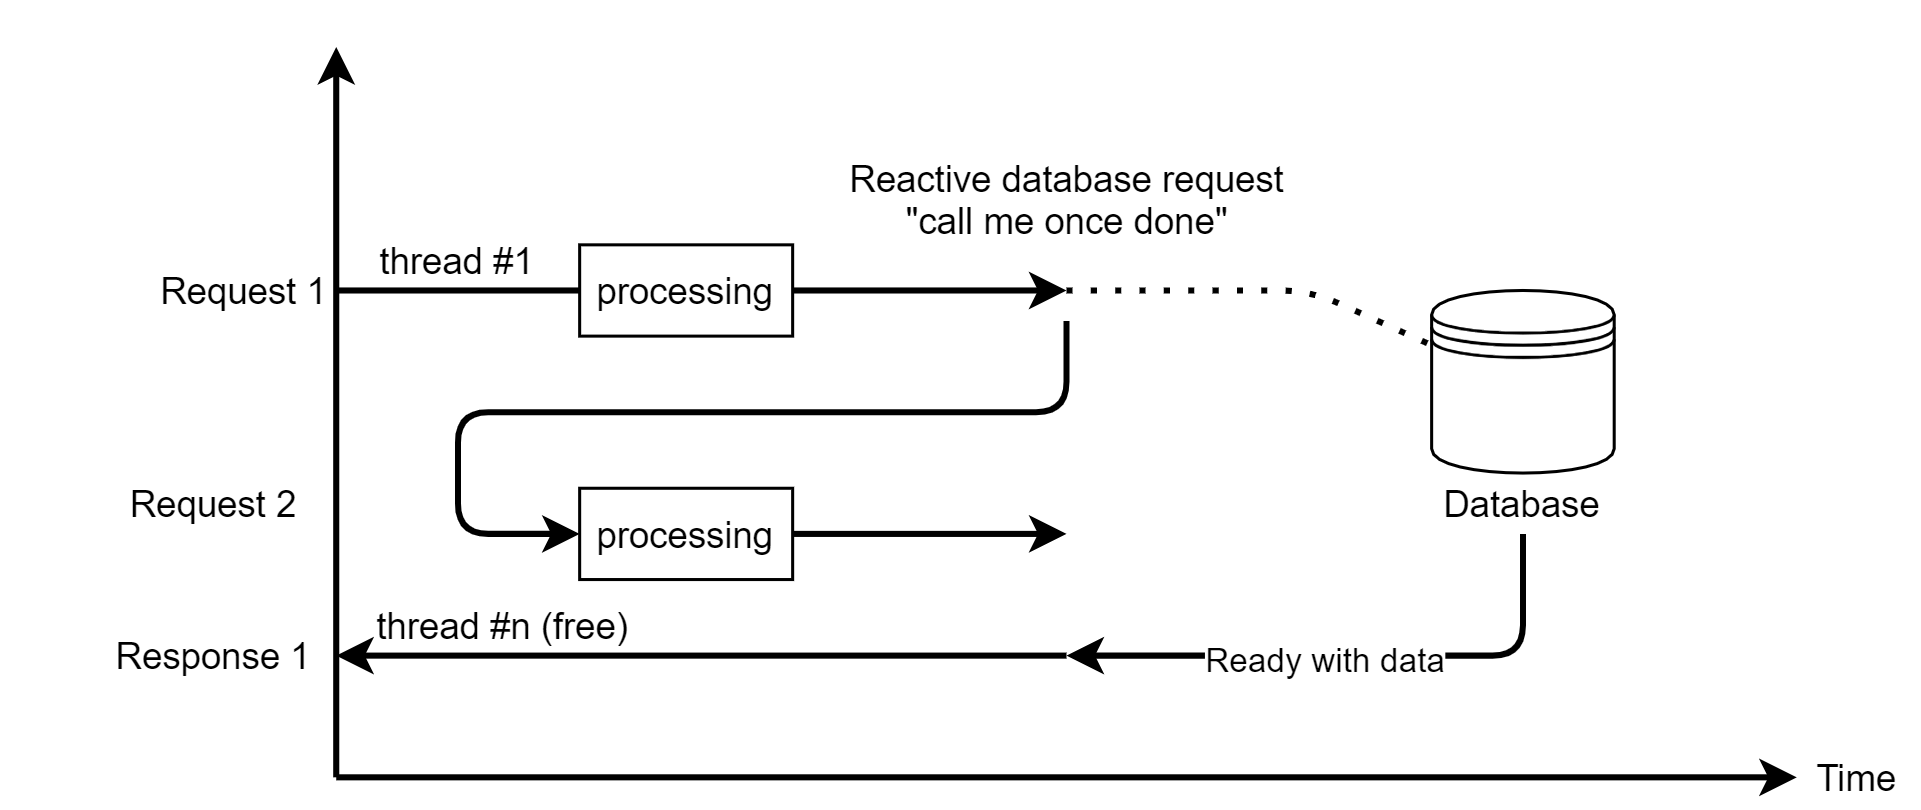 Reactive database request
"call me once done"
thread #1
Request 1
processing
Request 2
processing
Database
thread #n (free)
Response 1
Ready with data
Time